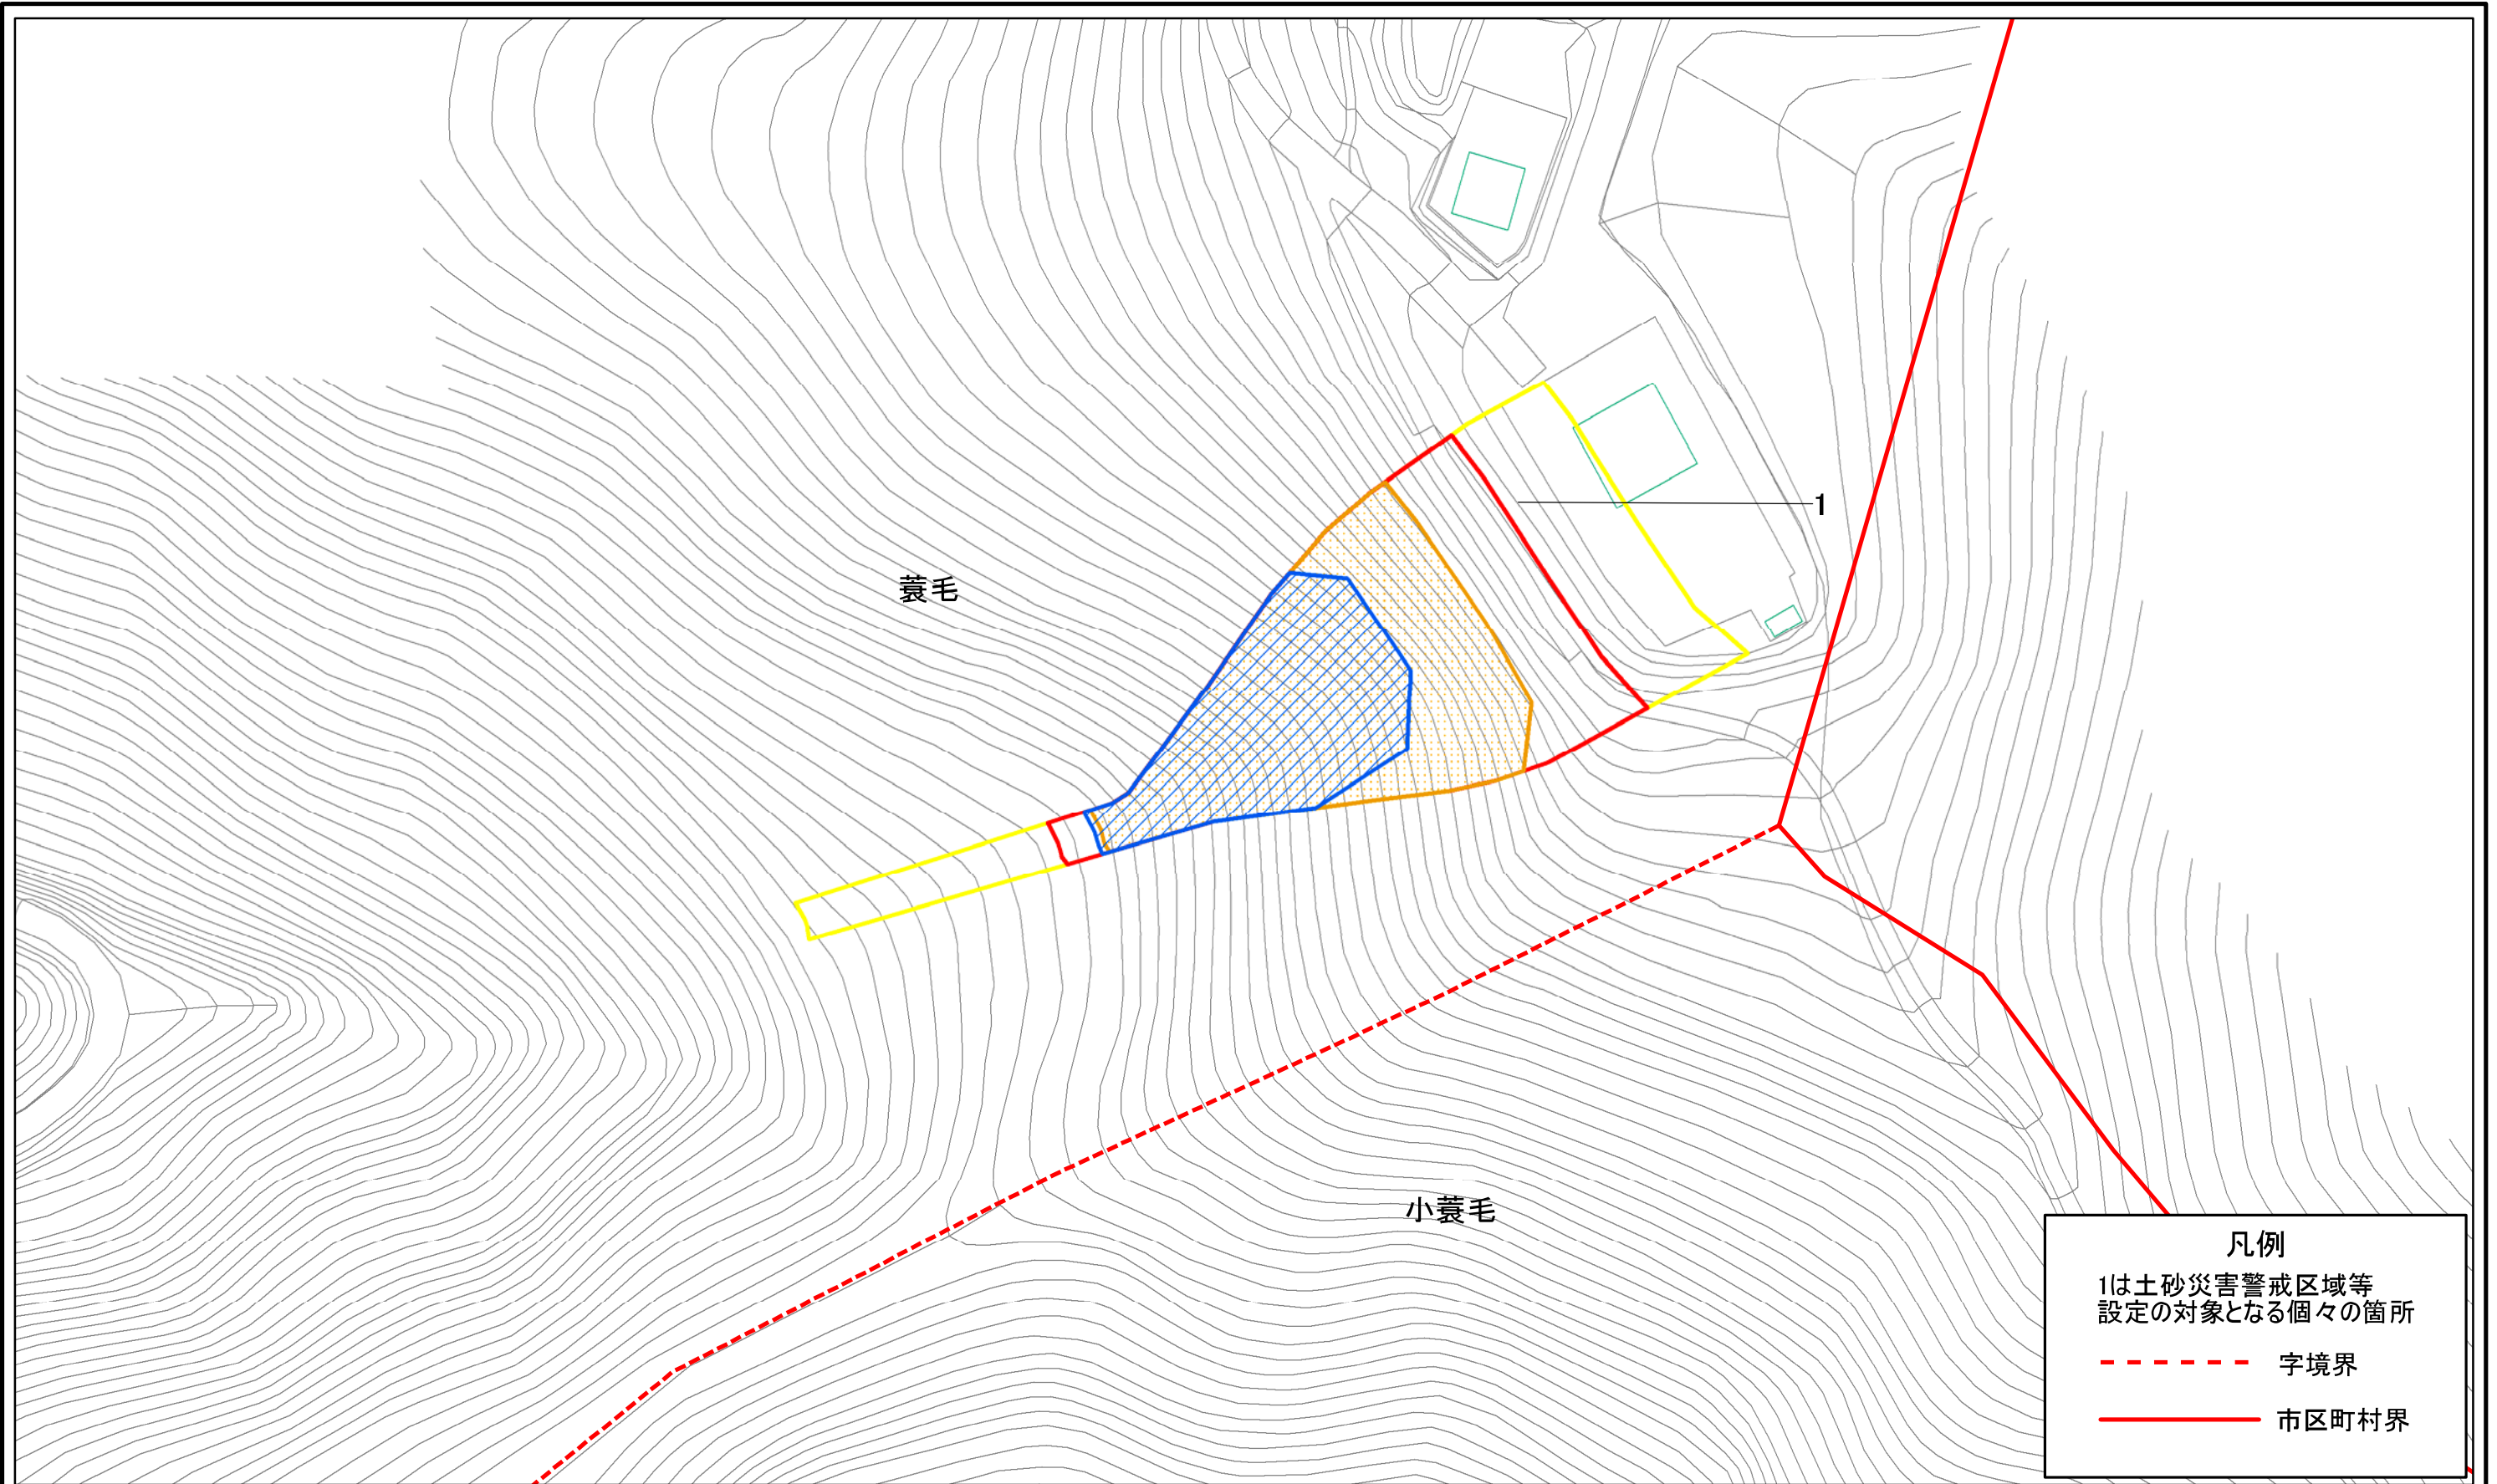 1
蓑毛
小蓑毛
凡例
1は土砂災害警戒区域等
設定の対象となる個々の箇所
字境界
市区町村界